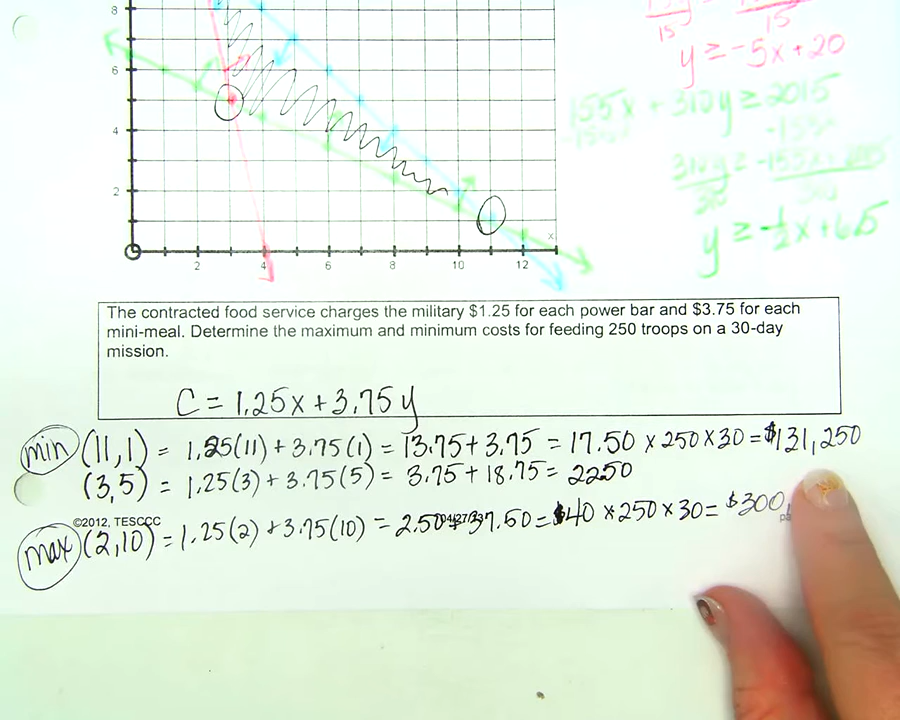 8
6
4
2
2 4 6 8 10 12
x
15 15
y ≥ -5x + 20
155x + 310y ≥ 2015
-155x
310 310
y ≥ -½x + 6.5
The contracted food service charges the military $1.25 for each power bar and $3.75 for each
mini-meal. Determine the maximum and minimum costs for feeding 250 troops on a 30-day
mission.
C = 1.25x + 3.75y
min (11,1) = 1.25(11) + 3.75(1) = 13.75 + 3.75 = 17.50 × 250 × 30 = $131,250
(3,5) = 1.25(3) + 3.75(5) = 3.75 + 18.75 = 22.50
©2012, TESCCC
max (2,10) = 1.25(2) + 3.75(10) = 2.50 + 37.50 = $40 × 250 × 30 = $300,